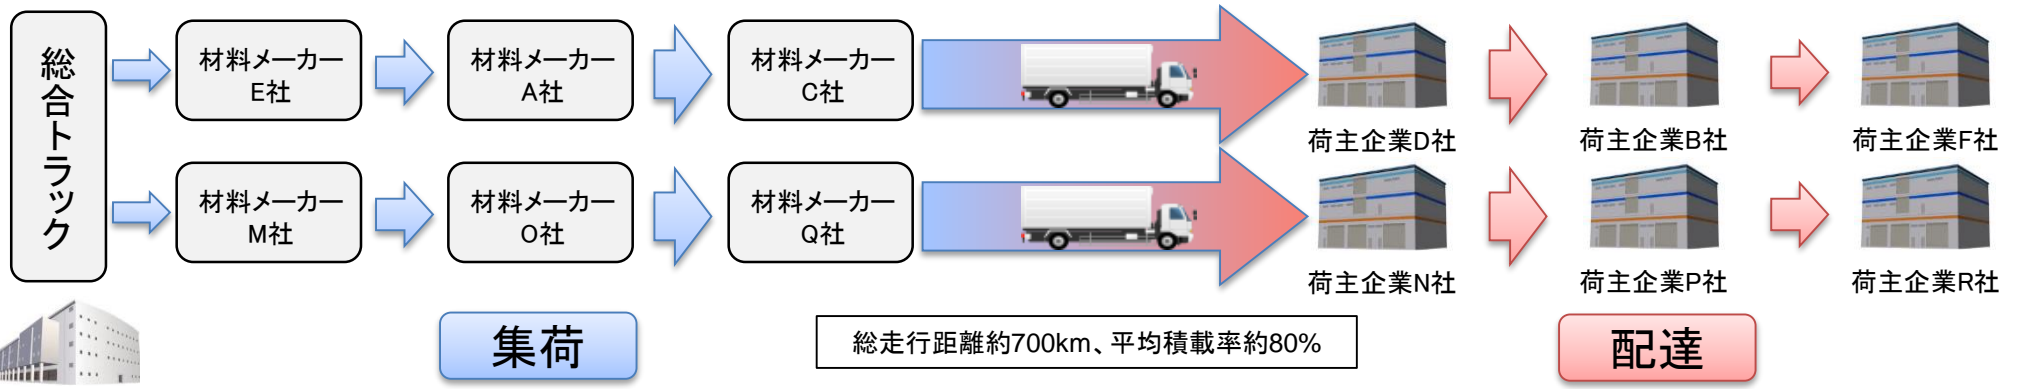 総合トラック
材料メーカー
E社
材料メーカー
A社
材料メーカー
C社
荷主企業D社
荷主企業B社
荷主企業F社
材料メーカー
M社
材料メーカー
O社
材料メーカー
Q社
荷主企業N社
荷主企業P社
荷主企業R社
集荷
総走行距離約700km、平均積載率約80%
配達